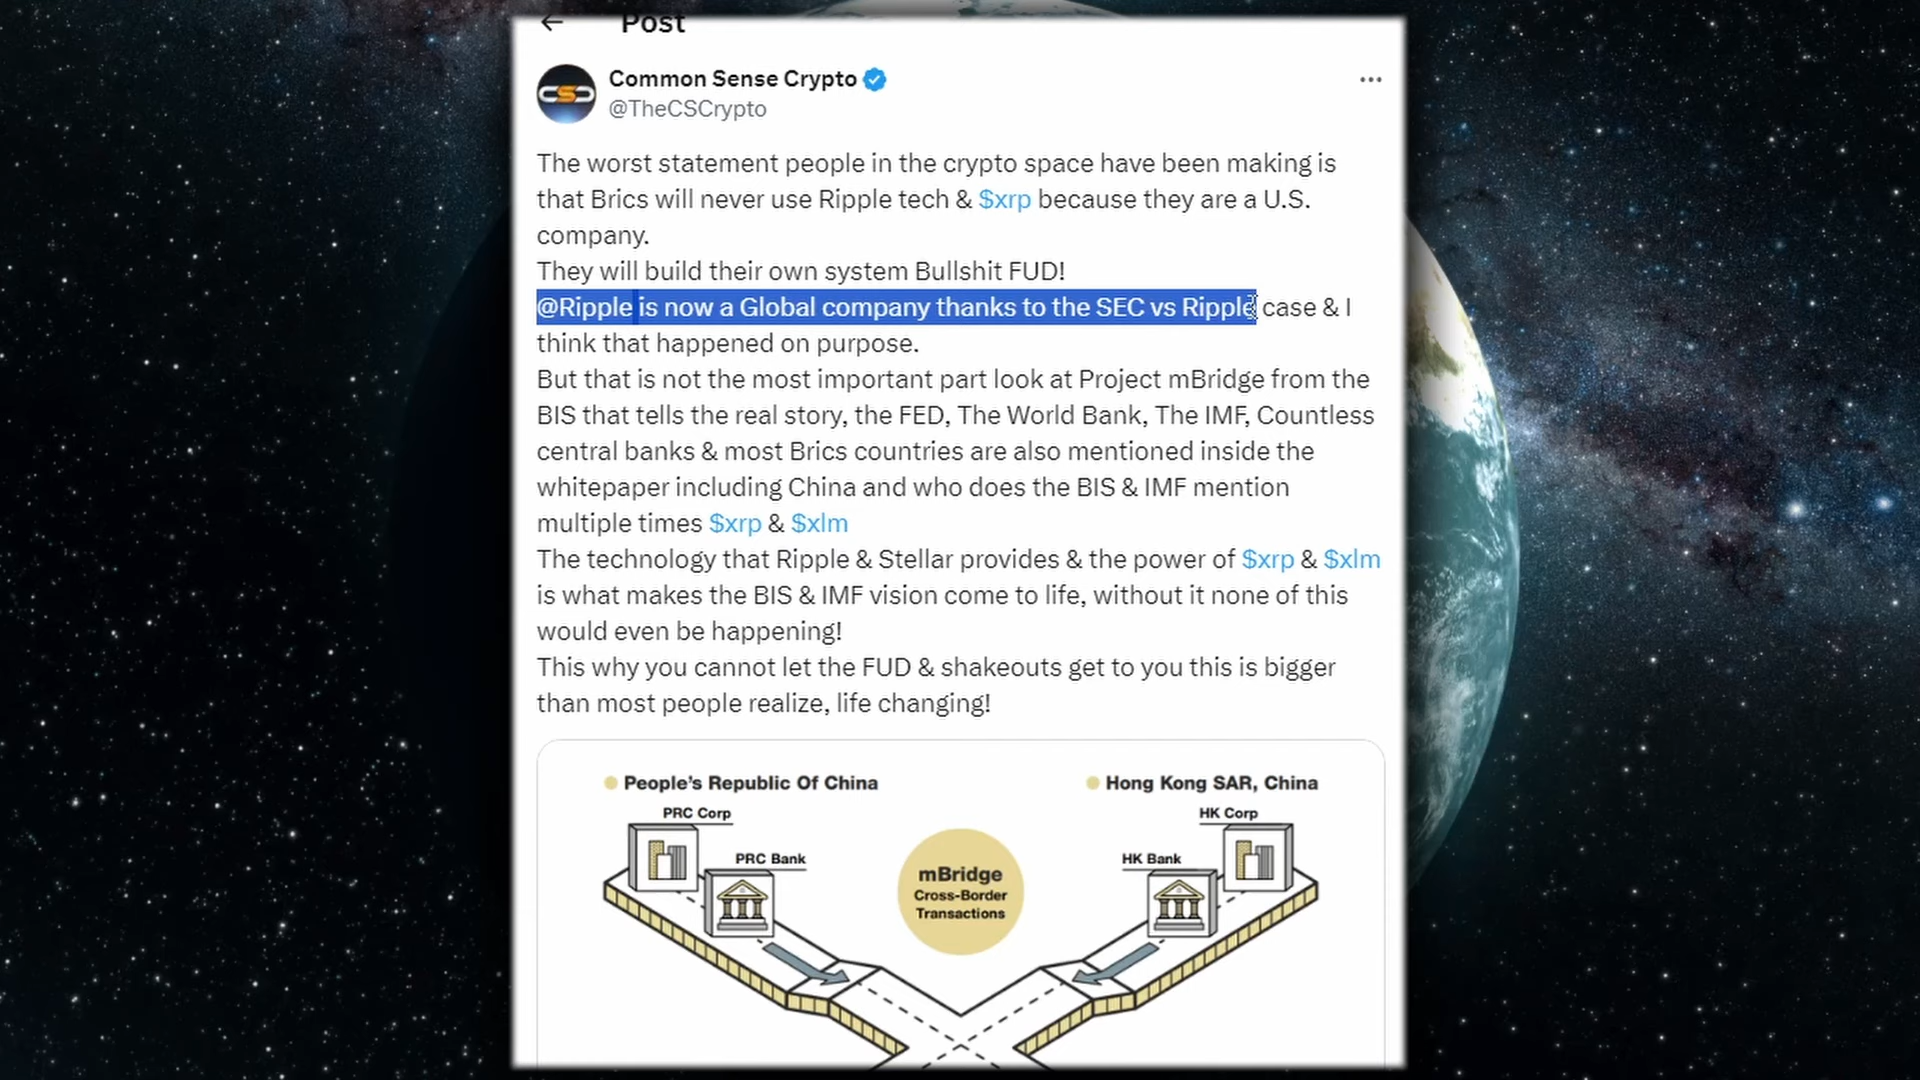 Post
Common Sense Crypto
@TheCSCrypto
The worst statement people in the crypto space have been making is
that Brics will never use Ripple tech & $xrp because they are a U.S.
company.
They will build their own system Bullshit FUD!
@Ripple is now a Global company thanks to the SEC vs Ripple case & I
think that happened on purpose.
But that is not the most important part look at Project mBridge from the
BIS that tells the real story, the FED, The World Bank, The IMF, Countless
central banks & most Brics countries are also mentioned inside the
whitepaper including China and who does the BIS & IMF mention
multiple times $xrp & $xlm
The technology that Ripple & Stellar provides & the power of $xrp & $xlm
is what makes the BIS & IMF vision come to life, without it none of this
would even be happening!
This why you cannot let the FUD & shakeouts get to you this is bigger
than most people realize, life changing!
People's Republic Of China
PRC Corp
PRC Bank
mBridge
Cross-Border
Transactions
Hong Kong SAR, China
HK Corp
HK Bank